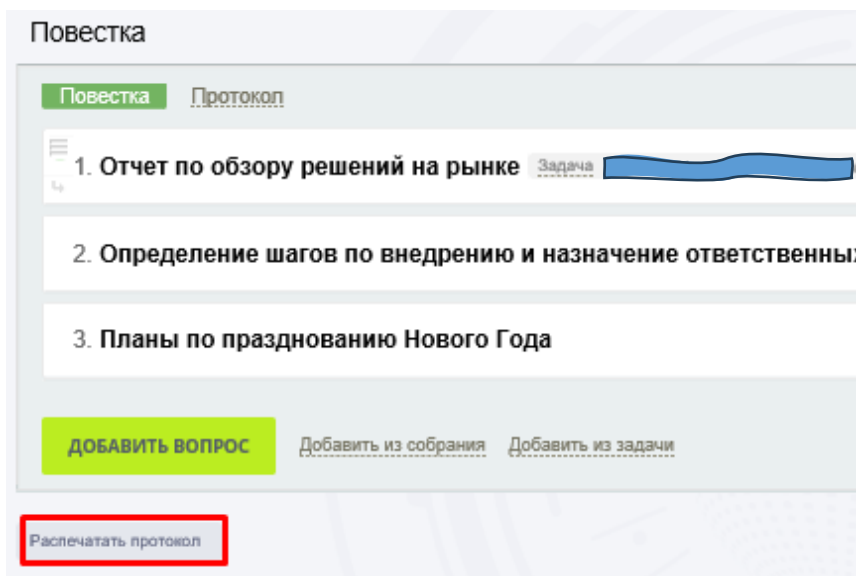 Повестка
Повестка Протокол
1. Отчет по обзору решений на рынке Задача
2. Определение шагов по внедрению и назначение ответственных
3. Планы по празднованию Нового Года
ДОБАВИТЬ ВОПРОС Добавить из собрания Добавить из задачи
Распечатать протокол